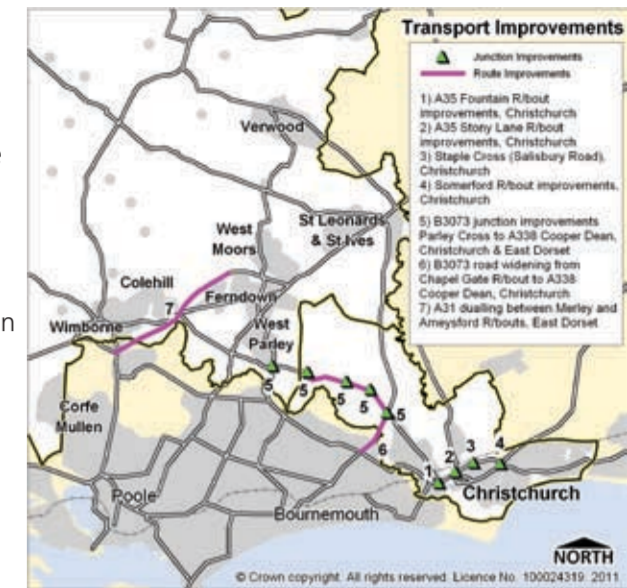 Transport Improvements
Junction Improvements
Route Improvements
1) A35 Fountain R/bout
improvements, Christchurch
2) A35 Stony Lane R/bout
improvements, Christchurch
3) Staple Cross (Salisbury Road),
Christchurch
4) Somerford R/bout improvements,
Christchurch
5) B3073 junction improvements
Parley Cross to A338 Cooper Dean,
Christchurch & East Dorset
6) B3073 road widening from
Chapel Gate R/bout to A338
Cooper Dean, Christchurch
7) A31 dualling between Merley and
Ameysford R/bouts, East Dorset
Verwood
St Leonards
& St Ives
West
Moors
Colehill
7
Ferndown
Wimborne
West
Parley
n
5
5
5
5
5
Corfe
Mullen
6
1
2
3
4
Christchurch
Poole
Bournemouth
NORTH
© Crown copyright. All rights reserved. Licence No. 100024319. 2011